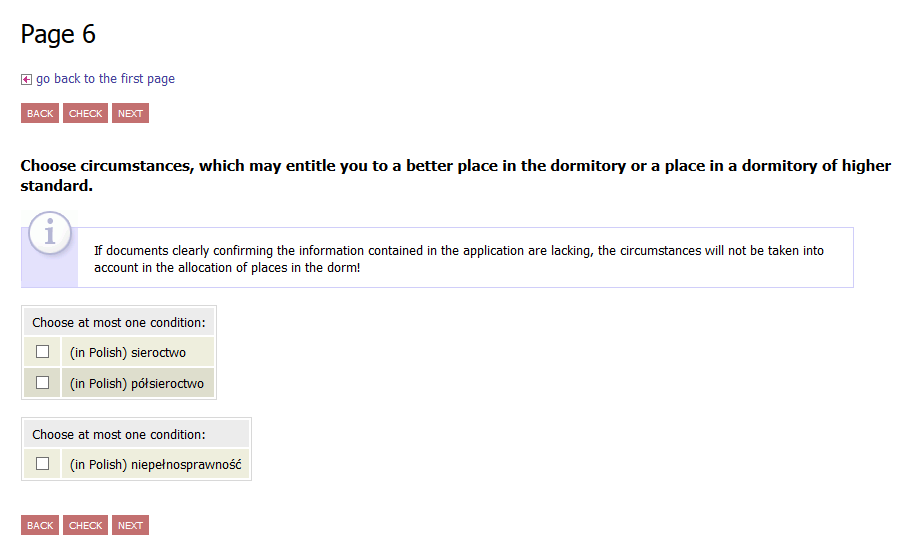 Page 6
go back to the first page
BACK CHECK NEXT
Choose circumstances, which may entitle you to a better place in the dormitory or a place in a dormitory of higher
standard.
i
If documents clearly confirming the information contained in the application are lacking, the circumstances will not be taken into
account in the allocation of places in the dorm!
Choose at most one condition:
(in Polish) sieroctwo
(in Polish) półsieroctwo
Choose at most one condition:
(in Polish) niepełnosprawność
BACK CHECK NEXT